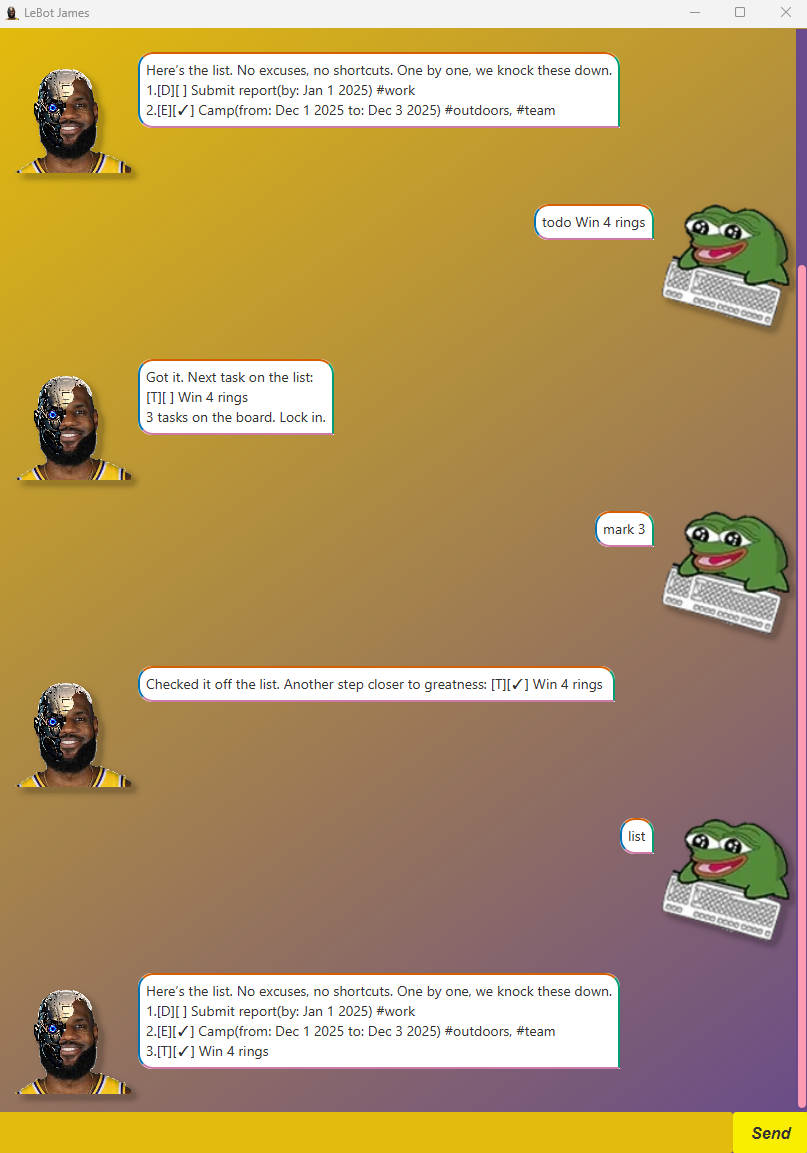 LeBot James
Here’s the list. No excuses, no shortcuts. One by one, we knock these down.
1.[D][ ] Submit report(by: Jan 1 2025) #work
2.[E][✓] Camp(from: Dec 1 2025 to: Dec 3 2025) #outdoors, #team
todo Win 4 rings
Got it. Next task on the list:
[T][ ] Win 4 rings
3 tasks on the board. Lock in.
mark 3
Checked it off the list. Another step closer to greatness: [T][✓] Win 4 rings
list
Here’s the list. No excuses, no shortcuts. One by one, we knock these down.
1.[D][ ] Submit report(by: Jan 1 2025) #work
2.[E][✓] Camp(from: Dec 1 2025 to: Dec 3 2025) #outdoors, #team
3.[T][✓] Win 4 rings
Send